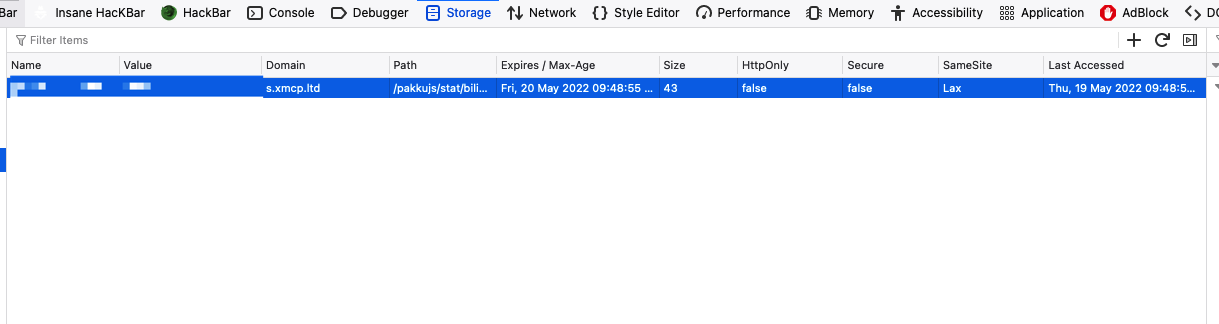 Bar Insane HacKBar HackBar Console Debugger Storage Network Style Editor Performance Memory Accessibility Application AdBlock
Filter Items
Name Value Domain Path Expires / Max-Age Size HttpOnly Secure SameSite Last Accessed
s.xmcp.ltd /pakkujs/stat/bili... Fri, 20 May 2022 09:48:55 ... 43 false false Lax Thu, 19 May 2022 09:48:5...